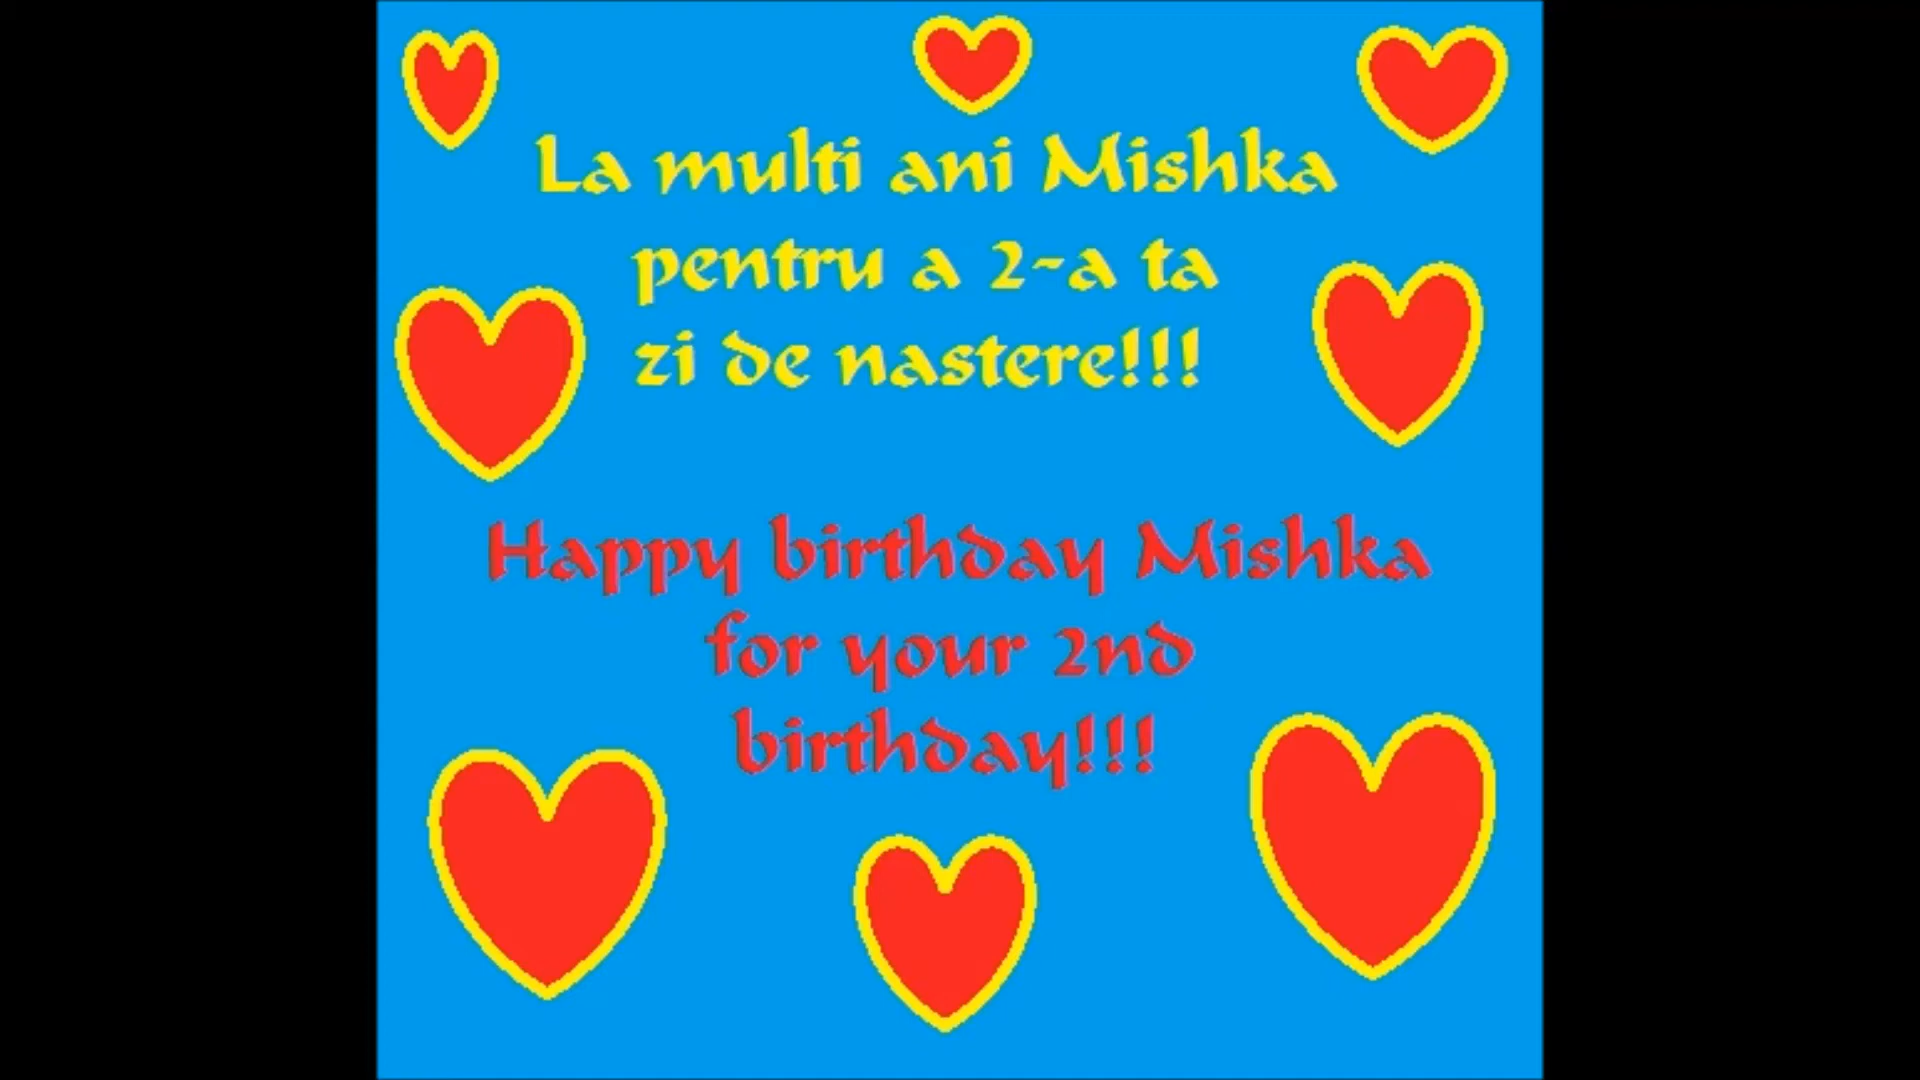 La multi ani Mishka
pentru a 2-a ta
zi de nastere!!!
Happy birthday Mishka
for your 2nd
birthday!!!